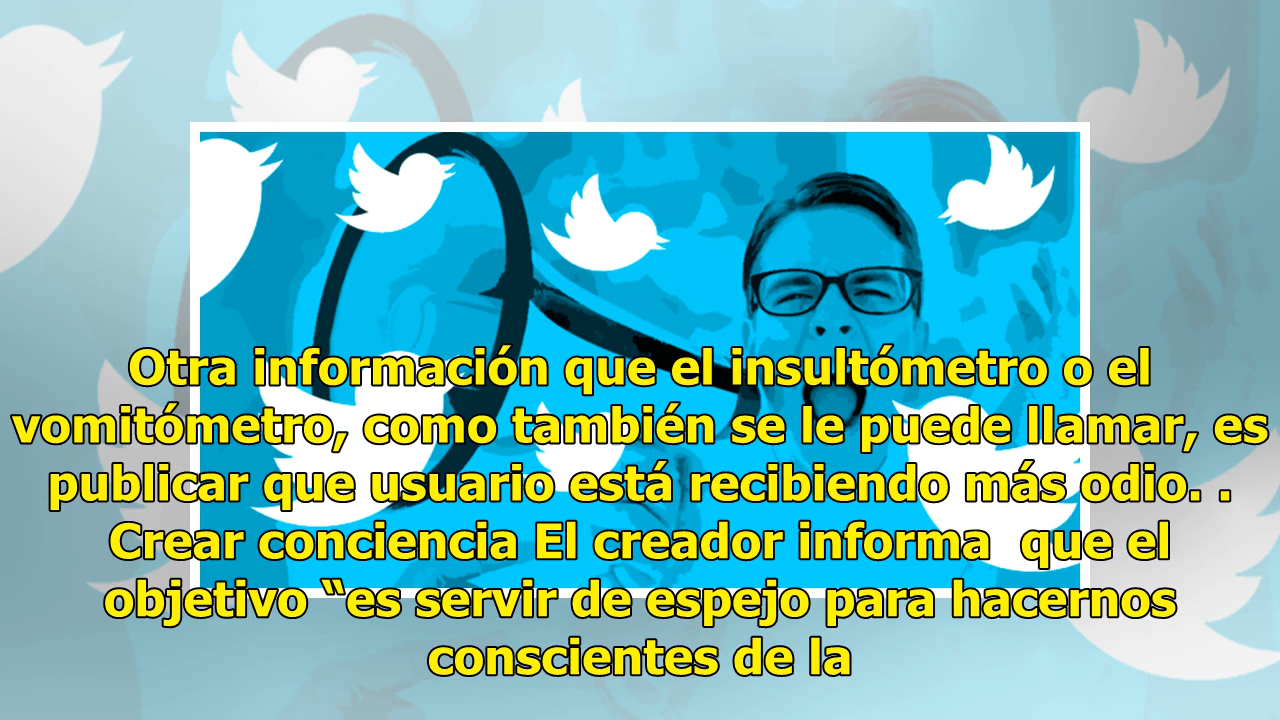 Otra información que el insultómetro o el
vomitómetro, como también se le puede llamar, es
publicar que usuario está recibiendo más odio. .
Crear conciencia El creador informa  que el
objetivo “es servir de espejo para hacernos
conscientes de la